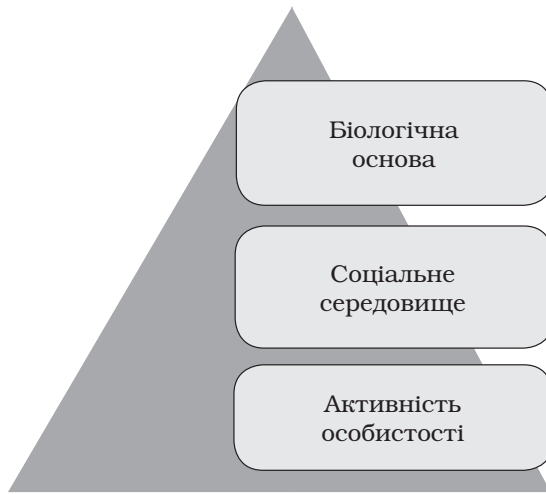 Біологічна
основа
Соціальне
середовище
Активність
особистості